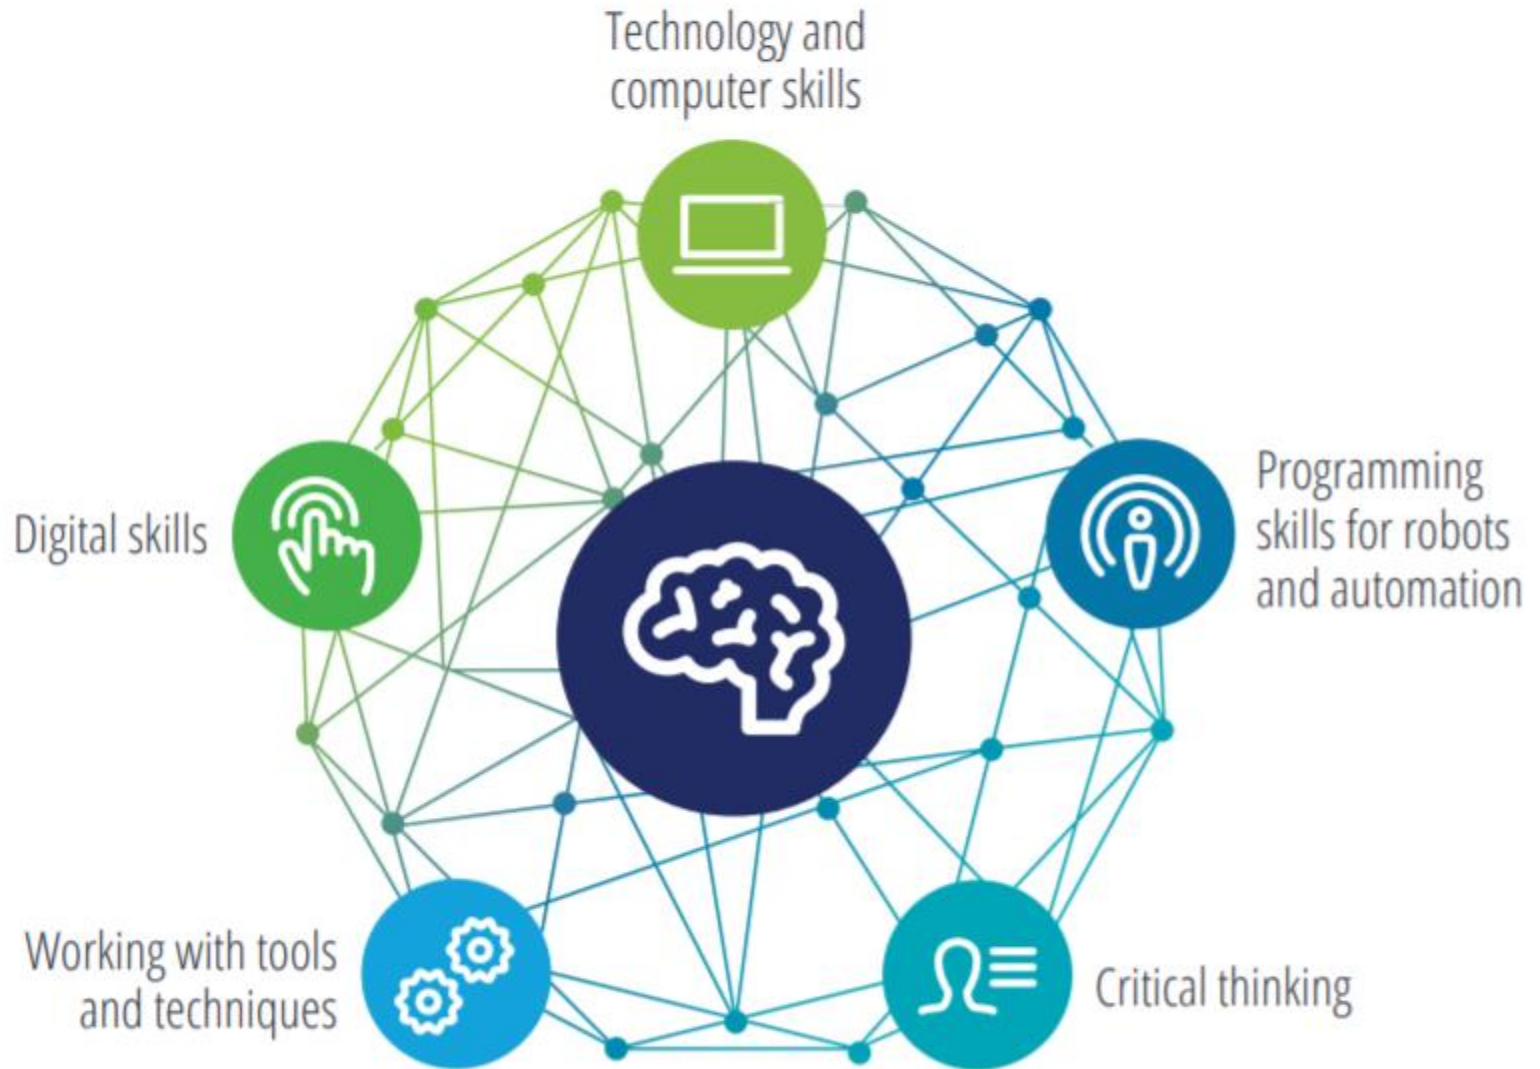 Technology and
computer skills
Programming
skills for robots
and automation
Digital skills
Working with tools
and techniques
Critical thinking